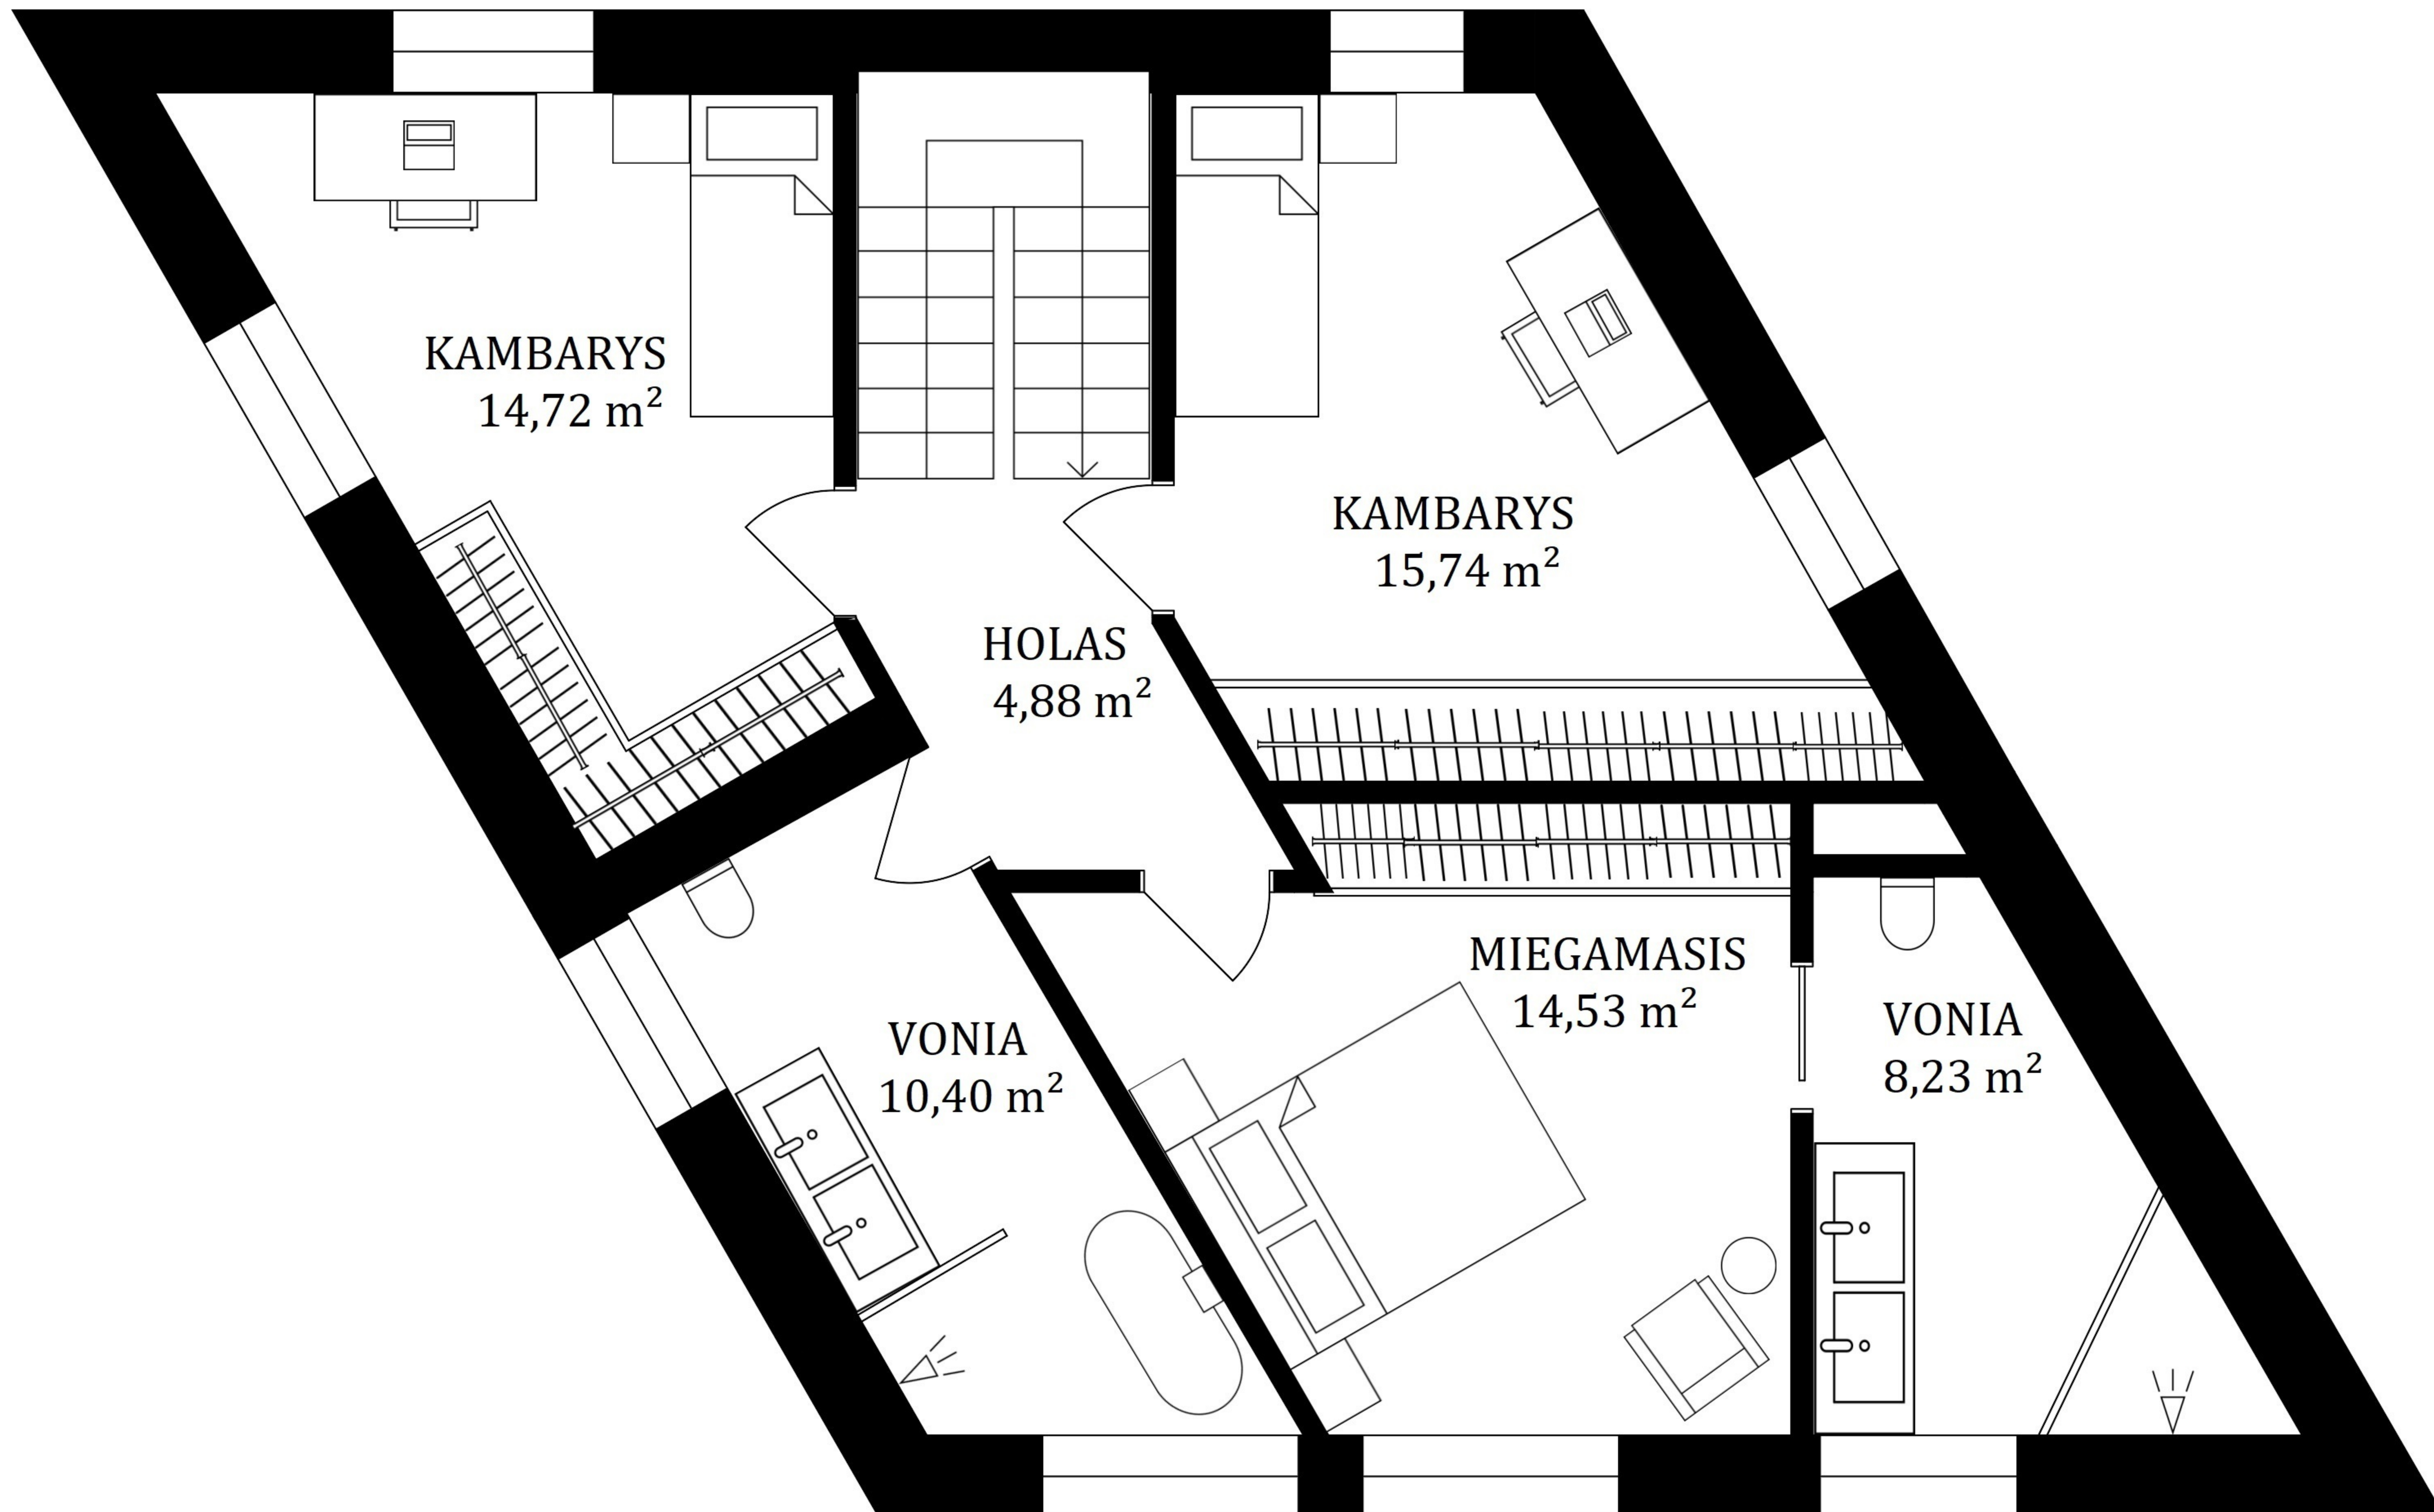 KAMBARYS
14,72 m²
KAMBARYS
15,74 m²
HOLAS
4,88 m²
MIEGAMASIS
14,53 m²
VONIA
10,40 m²
VONIA
8,23 m²